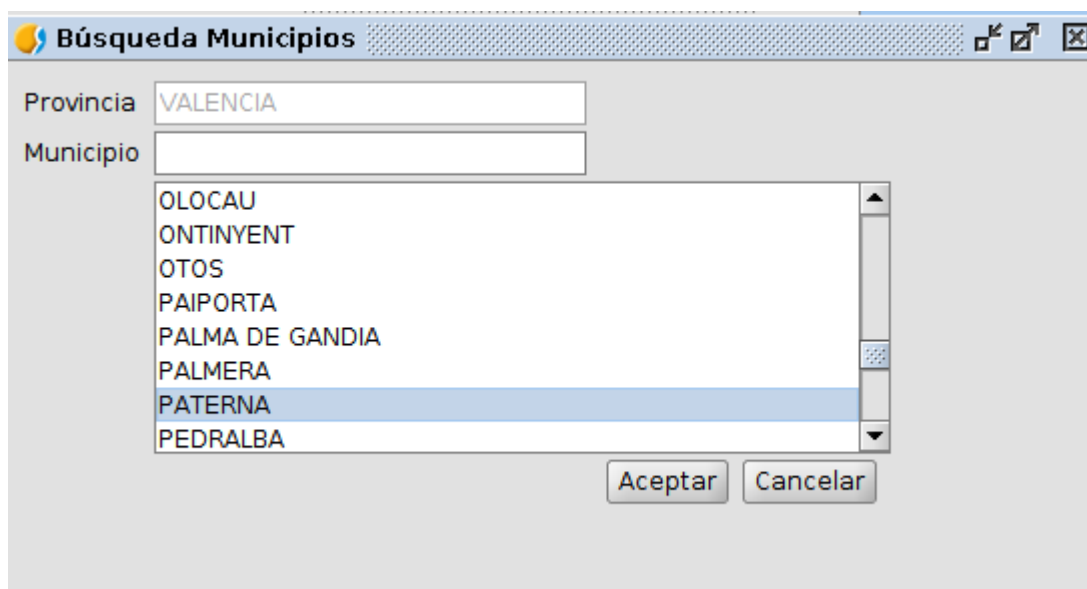 Búsqueda Municipios
Provincia VALENCIA
Municipio
OLOCAU
ONTINYENT
OTOS
PAIPORTA
PALMA DE GANDIA
PALMERA
PATERNA
PEDRALBA
Aceptar Cancelar